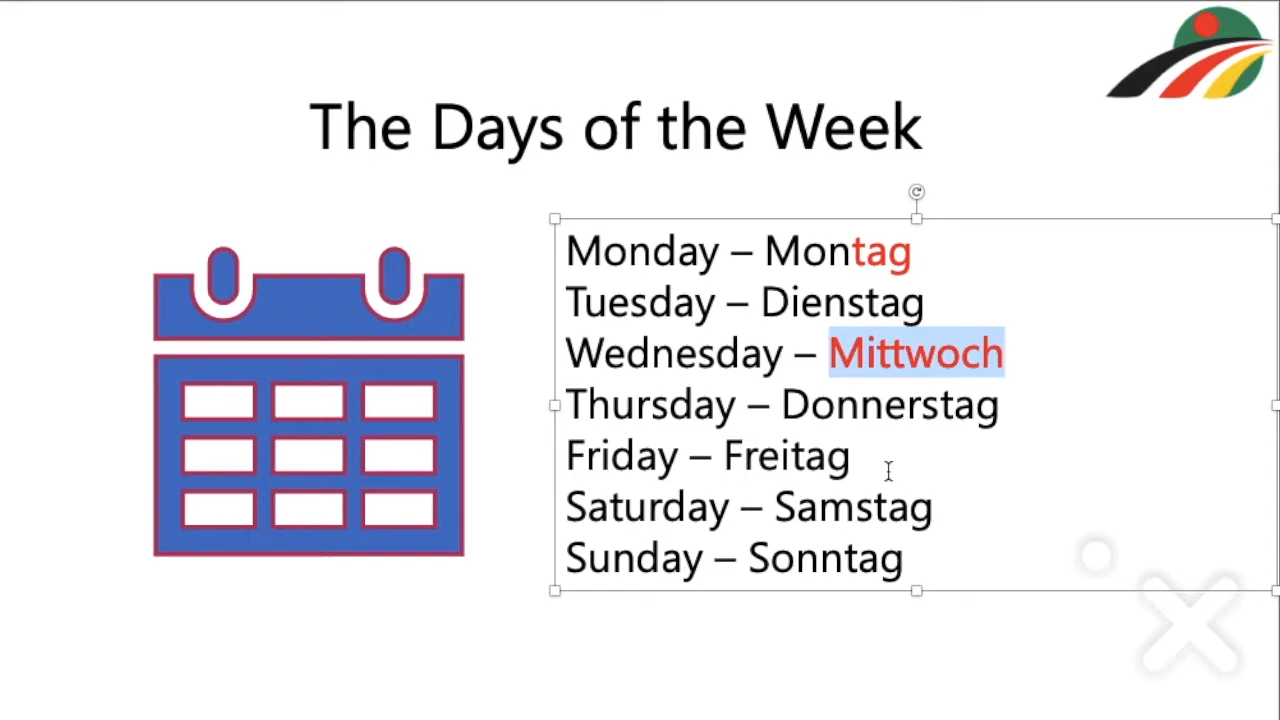 The Days of the Week
Monday – Montag
Tuesday – Dienstag
Wednesday – Mittwoch
Thursday – Donnerstag
Friday – Freitag
Saturday – Samstag
Sunday – Sonntag